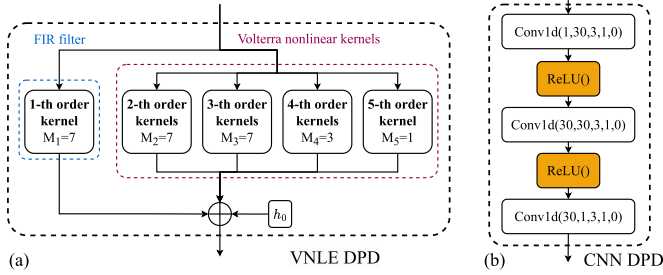 FIR filter
Volterra nonlinear kernels
1-th order
kernel
M₁=7
2-th order
kernels
M₂=7
3-th order
kernels
M₃=7
4-th order
kernels
M₄=3
5-th order
kernel
M₅=1
h₀
(a)
VNLE DPD
Conv1d(1,30,3,1,0)
ReLU()
Conv1d(30,30,3,1,0)
ReLU()
Conv1d(30,1,3,1,0)
(b)
CNN DPD